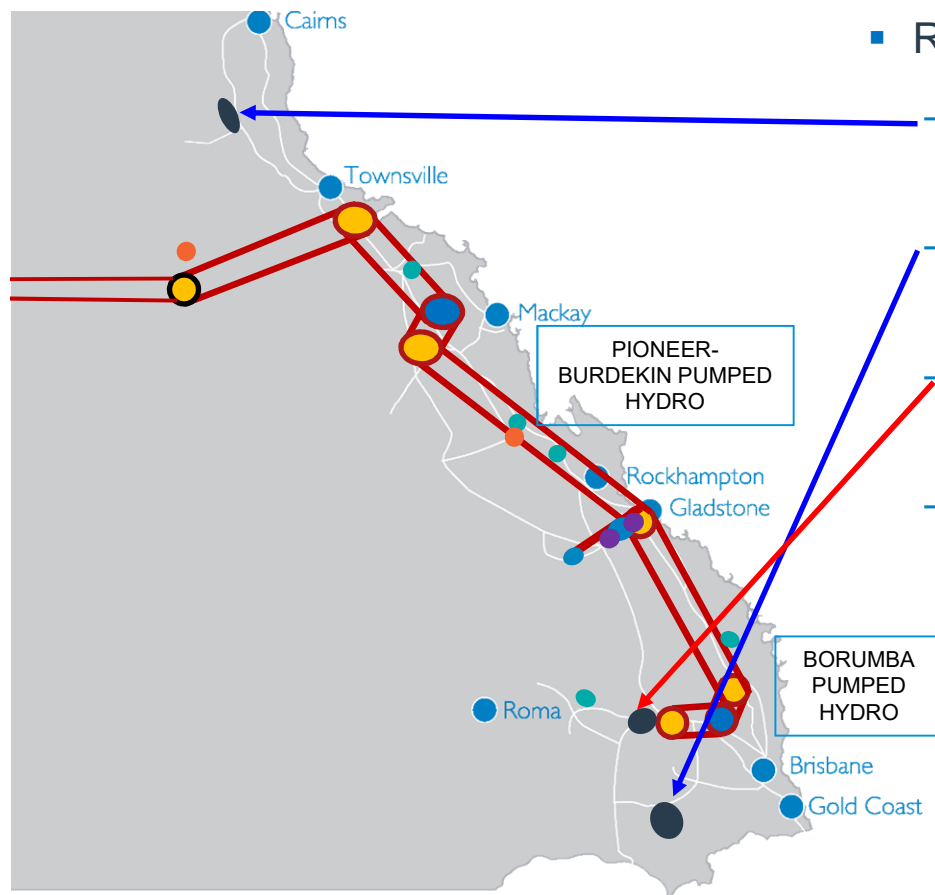 Cairns
▪ R
Townsville
Mackay
PIONEER-
BURDEKIN PUMPED
HYDRO
Rockhampton
Gladstone
BORUMBA
PUMPED
HYDRO
Roma
Brisbane
Gold Coast